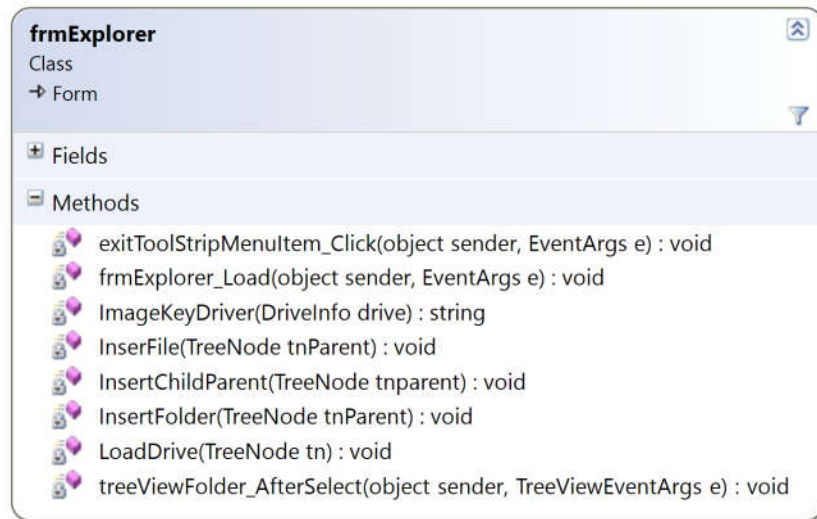 frmExplorer
Class
Form
Fields
Methods
exitToolStripMenuItem_Click(object sender, EventArgs e) : void
frmExplorer_Load(object sender, EventArgs e) : void
ImageKeyDriver(DriveInfo drive) : string
InserFile(TreeNode tnParent) : void
InsertChildParent(TreeNode tnparent) : void
InsertFolder(TreeNode tnParent) : void
LoadDrive(TreeNode tn) : void
treeViewFolder_AfterSelect(object sender, TreeViewEventArgs e) : void